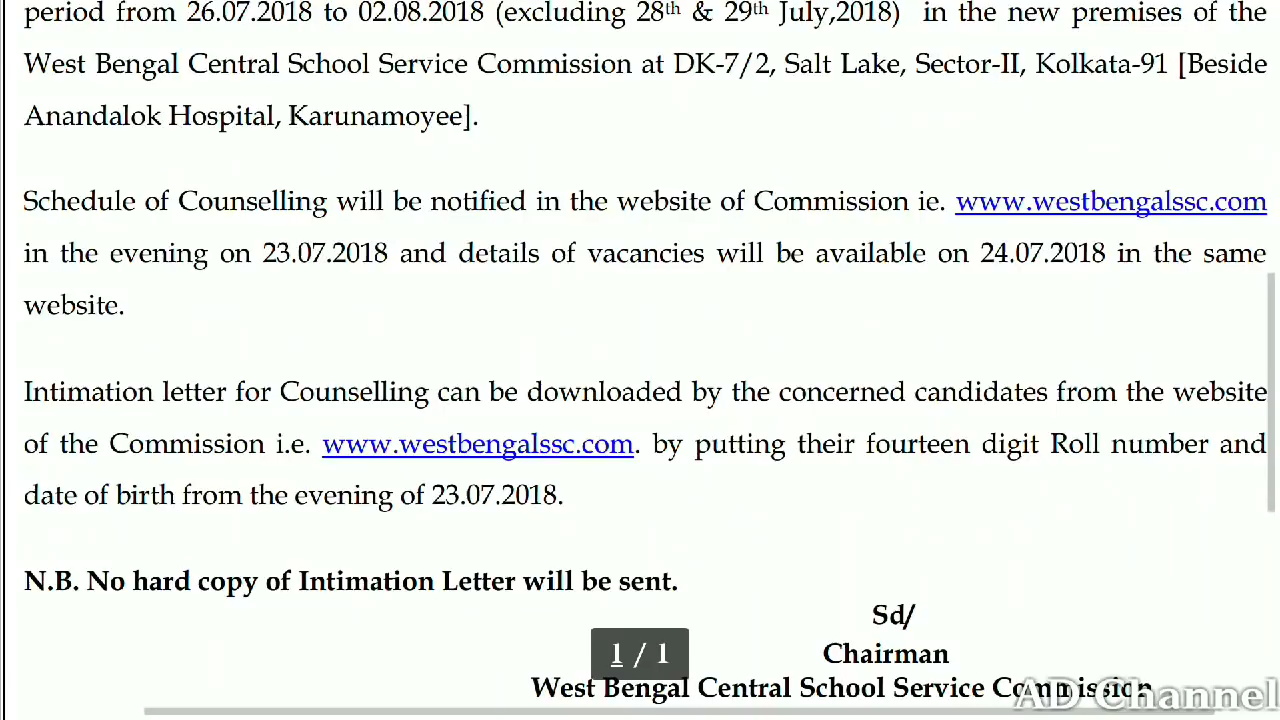 period from 26.07.2018 to 02.08.2018 (excluding 28th & 29th July,2018) in the new premises of the
West Bengal Central School Service Commission at DK-7/2, Salt Lake, Sector-II, Kolkata-91 [Beside
Anandalok Hospital, Karunamoyee].
Schedule of Counselling will be notified in the website of Commission ie. www.westbengalssc.com
in the evening on 23.07.2018 and details of vacancies will be available on 24.07.2018 in the same
website.
Intimation letter for Counselling can be downloaded by the concerned candidates from the website
of the Commission i.e. www.westbengalssc.com. by putting their fourteen digit Roll number and
date of birth from the evening of 23.07.2018.
N.B. No hard copy of Intimation Letter will be sent.
Sd/
Chairman
1 / 1
West Bengal Central School Service Commission
AD Channel